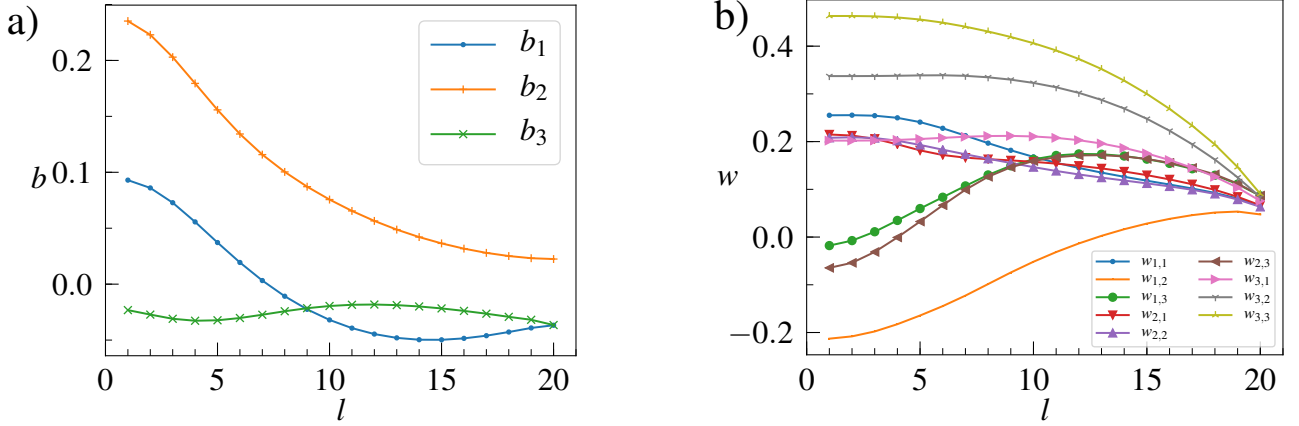 a)
b
0.2
0.1
0.0
b₁
b₂
b₃
0 5 10 15 20
l
b)
w
0.4
0.2
0.0
−0.2
w₁,₁
w₁,₂
w₁,₃
w₂,₁
w₂,₂
w₂,₃
w₃,₁
w₃,₂
w₃,₃
0 5 10 15 20
l